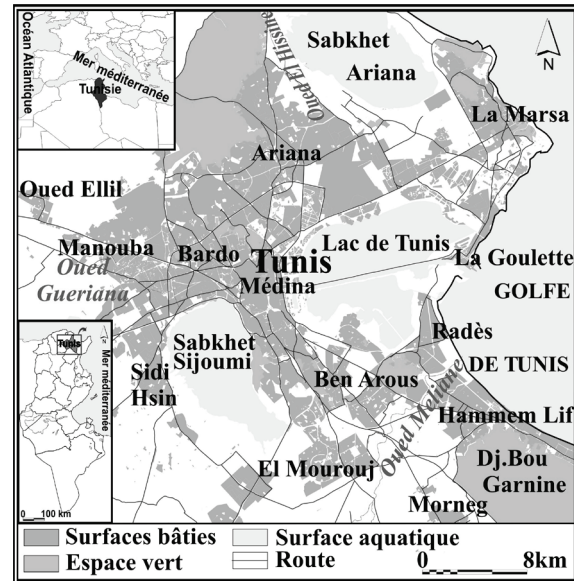 Océan Atlantique
Mer méditerranée
Tunisie
Oued El Hissine
Sabkhet
Ariana
N
La Marsa
Ariana
Oued Ellil
Manouba
Bardo
Tunis
Lac de Tunis
La Goulette
Oued
Gueriana
Médina
GOLFE
Tunis
Mer méditerranée
Sabkhet
Sijoumi
Radès
Sidi
Hsin
Ben Arous
DE TUNIS
Oued Meliane
Hammem Lif
El Mourouj
Dj.Bou
Garnine
Morneg
0 100 km
Surfaces bâties
Surface aquatique
Espace vert
Route
0 8km